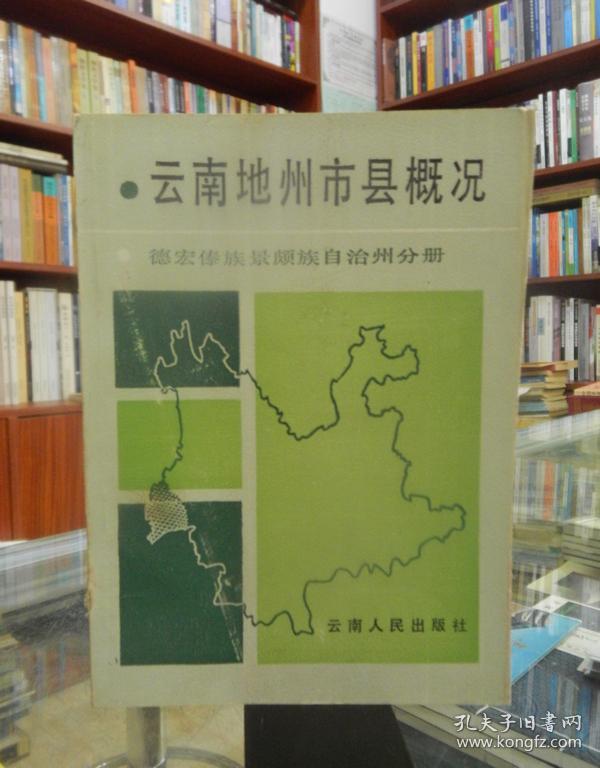 云南地州市县概况
德宏傣族景颇族自治州分册
云南人民出版社
孔夫子旧书网
www.kongfz.com